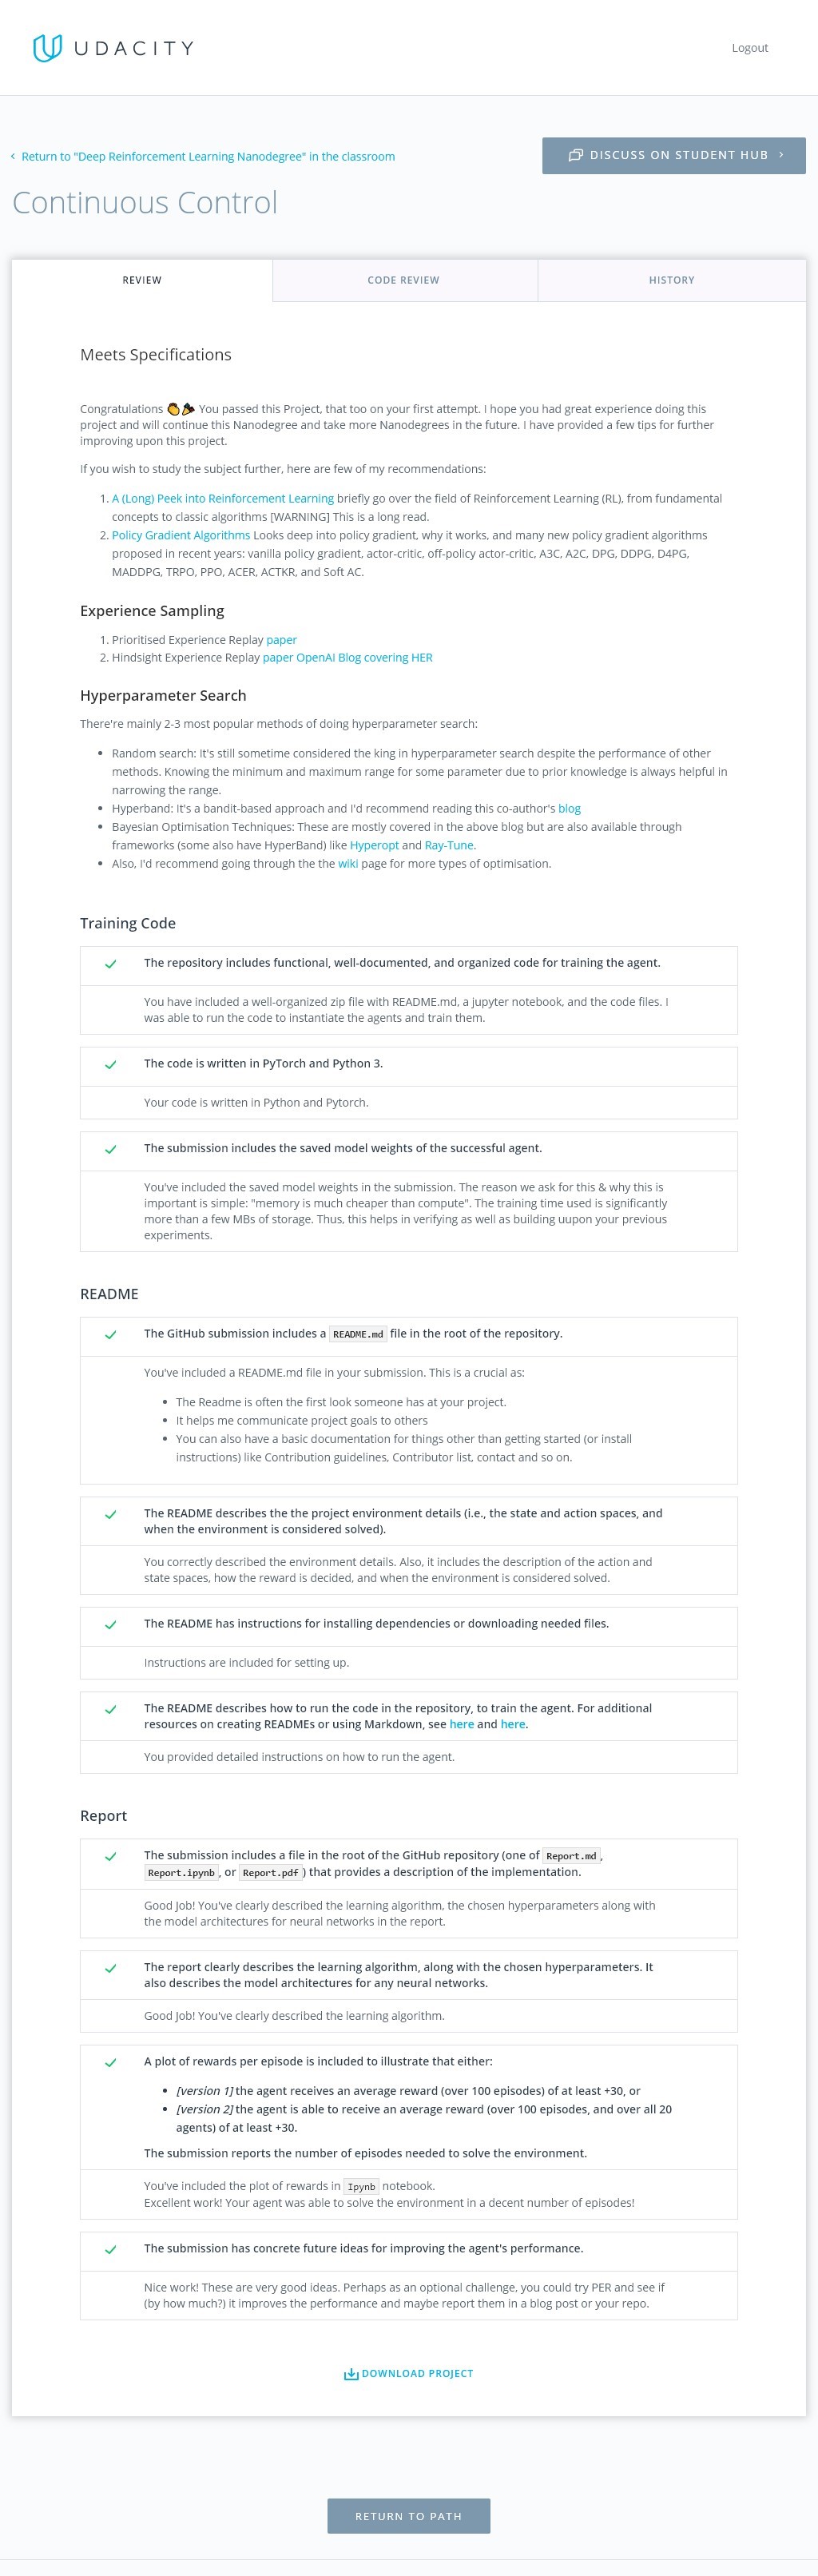 UDACITY
Logout
Return to "Deep Reinforcement Learning Nanodegree" in the classroom
DISCUSS ON STUDENT HUB
Continuous Control
REVIEW
CODE REVIEW
HISTORY
Meets Specifications
Congratulations 👏🎉 You passed this Project, that too on your first attempt. I hope you had great experience doing this
project and will continue this Nanodegree and take more Nanodegrees in the future. I have provided a few tips for further
improving upon this project.
If you wish to study the subject further, here are few of my recommendations:
1. A (Long) Peek into Reinforcement Learning briefly go over the field of Reinforcement Learning (RL), from fundamental
concepts to classic algorithms [WARNING] This is a long read.
2. Policy Gradient Algorithms Looks deep into policy gradient, why it works, and many new policy gradient algorithms
proposed in recent years: vanilla policy gradient, actor-critic, off-policy actor-critic, A3C, A2C, DPG, DDPG, D4PG,
MADDPG, TRPO, PPO, ACER, ACTKR, and Soft AC.
Experience Sampling
1. Prioritised Experience Replay paper
2. Hindsight Experience Replay paper OpenAI Blog covering HER
Hyperparameter Search
There're mainly 2-3 most popular methods of doing hyperparameter search:
• Random search: It's still sometime considered the king in hyperparameter search despite the performance of other
methods. Knowing the minimum and maximum range for some parameter due to prior knowledge is always helpful in
narrowing the range.
• Hyperband: It's a bandit-based approach and I'd recommend reading this co-author's blog
• Bayesian Optimisation Techniques: These are mostly covered in the above blog but are also available through
frameworks (some also have HyperBand) like Hyperopt and Ray-Tune.
• Also, I'd recommend going through the the wiki page for more types of optimisation.
Training Code
The repository includes functional, well-documented, and organized code for training the agent.
You have included a well-organized zip file with README.md, a jupyter notebook, and the code files. I
was able to run the code to instantiate the agents and train them.
The code is written in PyTorch and Python 3.
Your code is written in Python and Pytorch.
The submission includes the saved model weights of the successful agent.
You've included the saved model weights in the submission. The reason we ask for this & why this is
important is simple: "memory is much cheaper than compute". The training time used is significantly
more than a few MBs of storage. Thus, this helps in verifying as well as building uupon your previous
experiments.
README
The GitHub submission includes a README.md file in the root of the repository.
You've included a README.md file in your submission. This is a crucial as:
• The Readme is often the first look someone has at your project.
• It helps me communicate project goals to others
• You can also have a basic documentation for things other than getting started (or install
instructions) like Contribution guidelines, Contributor list, contact and so on.
The README describes the the project environment details (i.e., the state and action spaces, and
when the environment is considered solved).
You correctly described the environment details. Also, it includes the description of the action and
state spaces, how the reward is decided, and when the environment is considered solved.
The README has instructions for installing dependencies or downloading needed files.
Instructions are included for setting up.
The README describes how to run the code in the repository, to train the agent. For additional
resources on creating READMEs or using Markdown, see here and here.
You provided detailed instructions on how to run the agent.
Report
The submission includes a file in the root of the GitHub repository (one of Report.md,
Report.ipynb, or Report.pdf) that provides a description of the implementation.
Good Job! You've clearly described the learning algorithm, the chosen hyperparameters along with
the model architectures for neural networks in the report.
The report clearly describes the learning algorithm, along with the chosen hyperparameters. It
also describes the model architectures for any neural networks.
Good Job! You've clearly described the learning algorithm.
A plot of rewards per episode is included to illustrate that either:
• [version 1] the agent receives an average reward (over 100 episodes) of at least +30, or
• [version 2] the agent is able to receive an average reward (over 100 episodes, and over all 20
agents) of at least +30.
The submission reports the number of episodes needed to solve the environment.
You've included the plot of rewards in Ipynb notebook.
Excellent work! Your agent was able to solve the environment in a decent number of episodes!
The submission has concrete future ideas for improving the agent's performance.
Nice work! These are very good ideas. Perhaps as an optional challenge, you could try PER and see if
(by how much?) it improves the performance and maybe report them in a blog post or your repo.
DOWNLOAD PROJECT
RETURN TO PATH